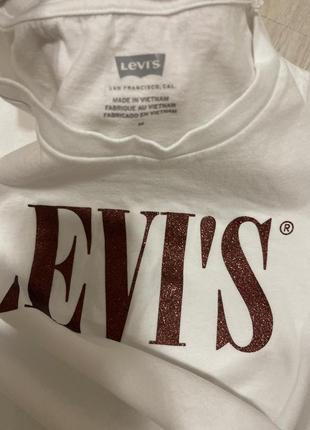 LEVI'S
SAN FRANCISCO, CAL.
MADE IN VIETNAM
FABRIQUÉ AU VIETNAM
FABRICADO EN VIETNAM
LEVI'S®